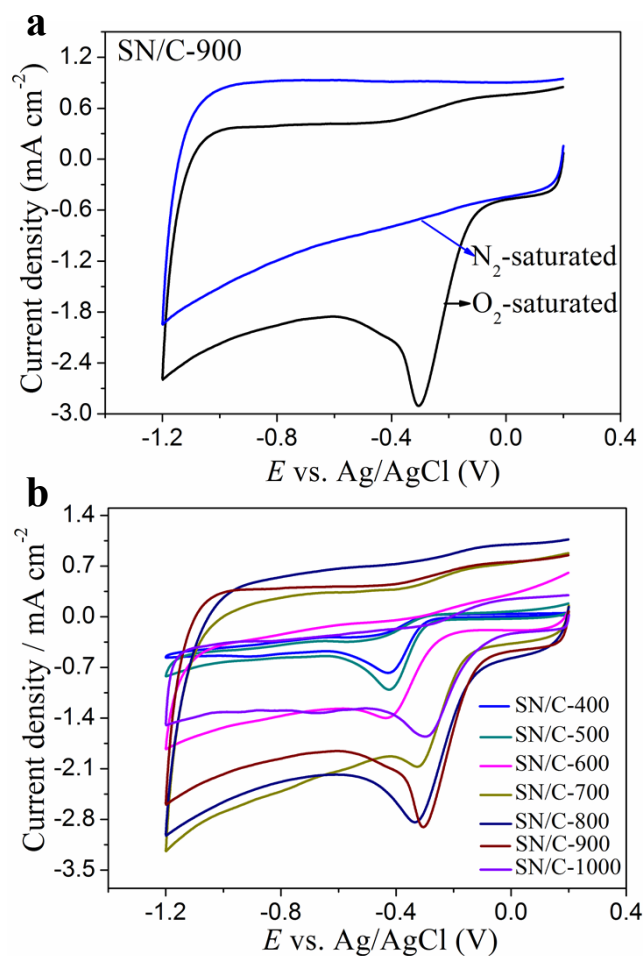 a
SN/C-900
Current density (mA cm⁻²)
1.2
0.6
0.0
-0.6
-1.2
-1.8
-2.4
-3.0
N₂-saturated
O₂-saturated
-1.2 -0.8 -0.4 0.0 0.4
E vs. Ag/AgCl (V)
b
Current density / mA cm⁻²
1.4
0.7
0.0
-0.7
-1.4
-2.1
-2.8
-3.5
SN/C-400
SN/C-500
SN/C-600
SN/C-700
SN/C-800
SN/C-900
SN/C-1000
-1.2 -0.8 -0.4 0.0 0.4
E vs. Ag/AgCl (V)